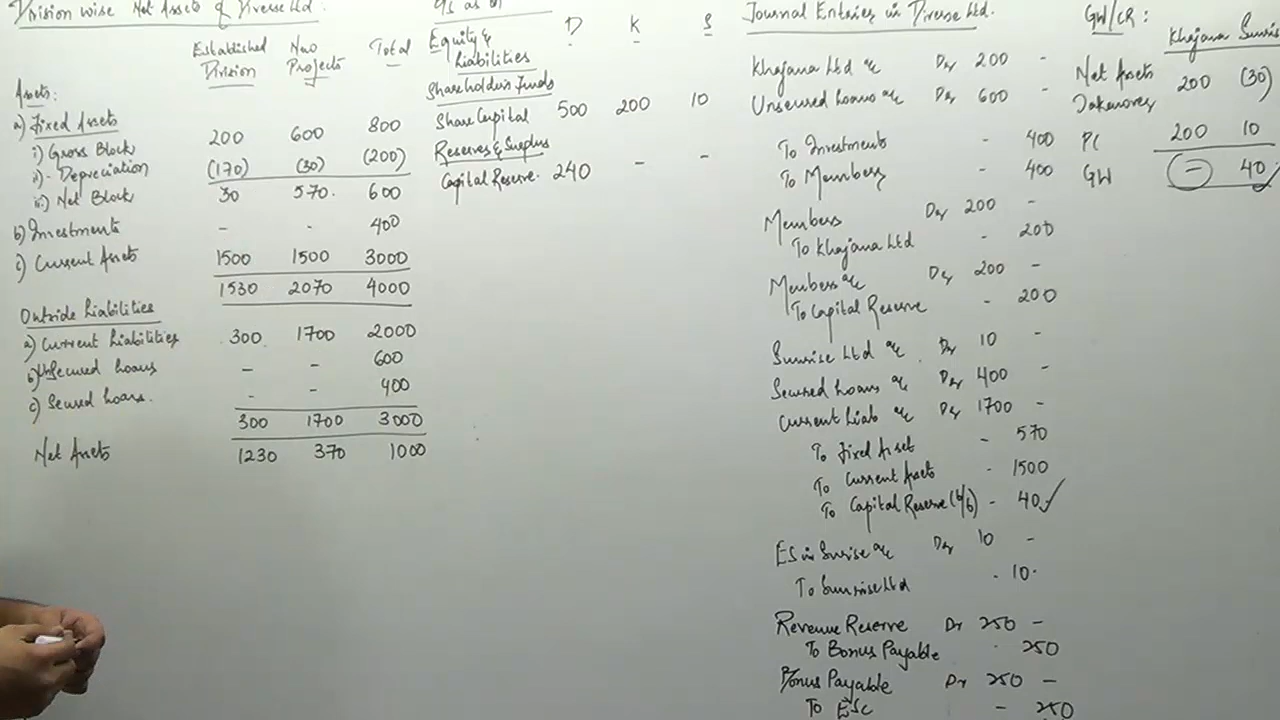 Division wise Net Assets of Diverse Ltd.
Established Division
New Projects
Total
Assets:
a) Fixed Assets
i) Gross Block 200 600 800
ii) - Depreciation (170) (30) (200)
iii) Net Block 30 570 600
b) Investments - - 400
c) Current Assets 1500 1500 3000
1530 2070 4000
Outside Liabilities
a) Current Liabilities 300 1700 2000
b) Unsecured Loans - - 600
c) Secured Loans. - - 400
300 1700 3000
Net Assets 1230 370 1000
as at
D K S
Equity &
Liabilities
Shareholder's Funds
Share Capital 500 200 10
Reserves & Surplus
Capital Reserve. 240 - -
Journal Entries in Diverse Ltd.
Khajana Ltd a/c Dr 200 -
Unsecured Loans a/c Dr 600 -
To Investments - 400
To Members - 400
Members Dr 200 -
To Khajana Ltd - 200
Members a/c Dr 200 -
To Capital Reserve - 200
Sunrise Ltd a/c Dr 10 -
Secured Loans a/c Dr 400 -
Current Liab a/c Dr 1700 -
To Fixed Asset - 570
To Current Assets - 1500
To Capital Reserve (b/b) - 40
ES in Sunrise a/c Dr 10 -
To Sunrise Ltd - 10
Revenue Reserve Dr 250 -
To Bonus Payable - 250
Bonus Payable Dr 250 -
To ESC - 250
GW/CR:
Khajana Sunris
Net Assets
Takenover 200 (30)
PC 200 10
GW - 40